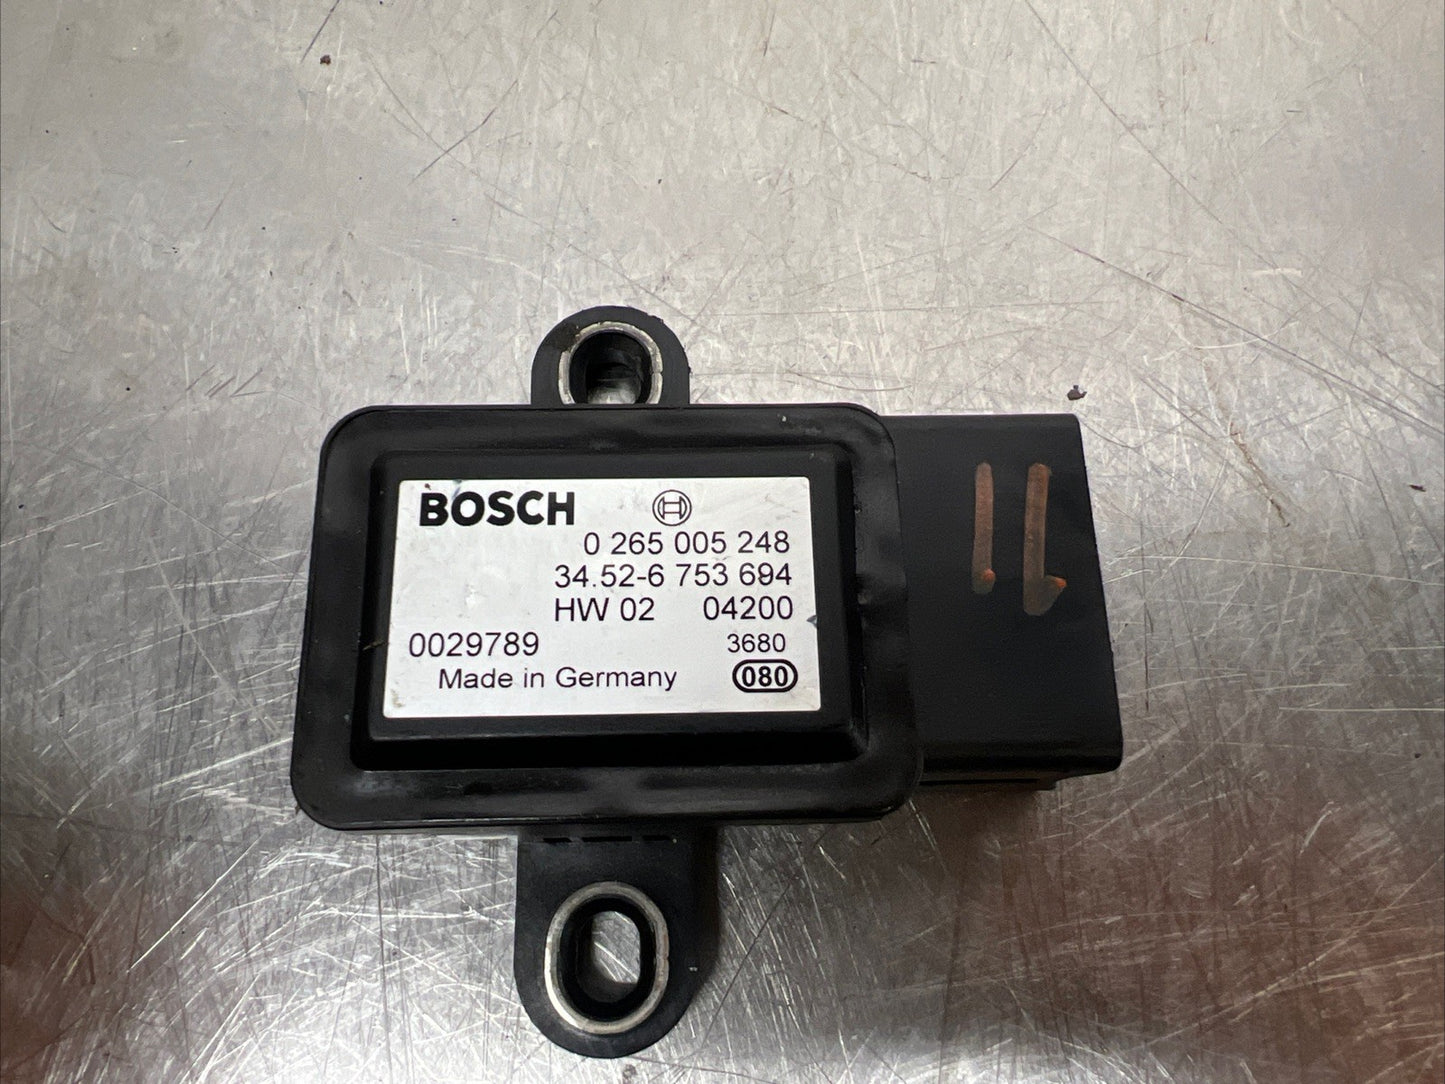 BOSCH
0 265 005 248
34.52-6 753 694
HW 02 04200
0029789 3680
Made in Germany 080
11